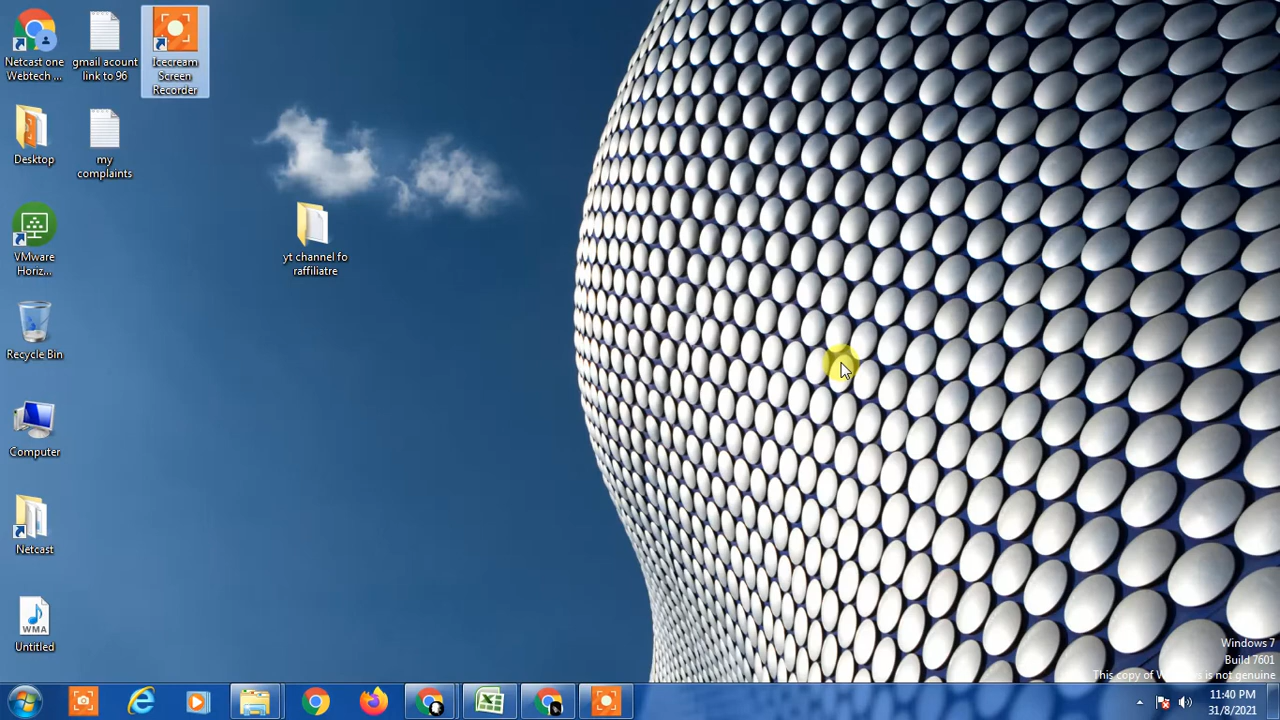 Netcast one
Webtech ...
gmail acount
link to 96
Icecream
Screen
Recorder
Desktop
my
complaints
VMware
Horiz...
yt channel fo
raffiliatre
Recycle Bin
Computer
Netcast
WMA
Untitled
Windows 7
Build 7601
This copy of Windows is not genuine
11:40 PM
31/8/2021